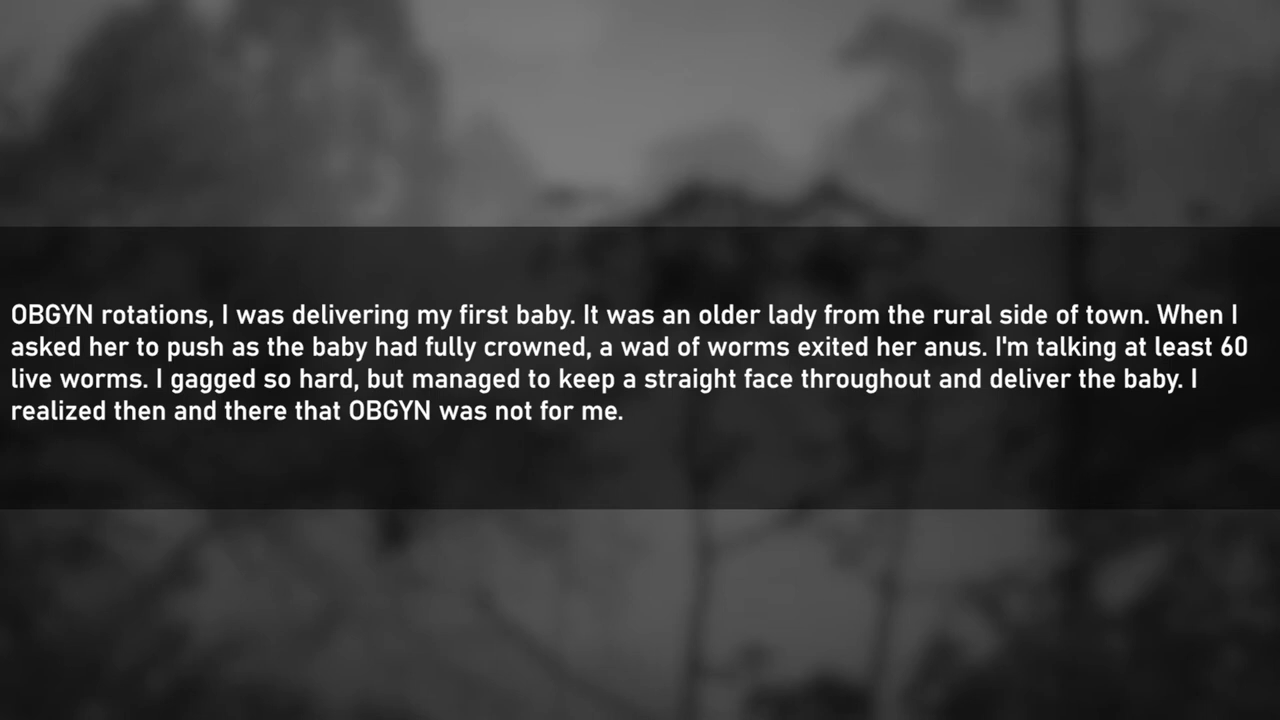 OBGYN rotations, I was delivering my first baby. It was an older lady from the rural side of town. When I
asked her to push as the baby had fully crowned, a wad of worms exited her anus. I'm talking at least 60
live worms. I gagged so hard, but managed to keep a straight face throughout and deliver the baby. I
realized then and there that OBGYN was not for me.